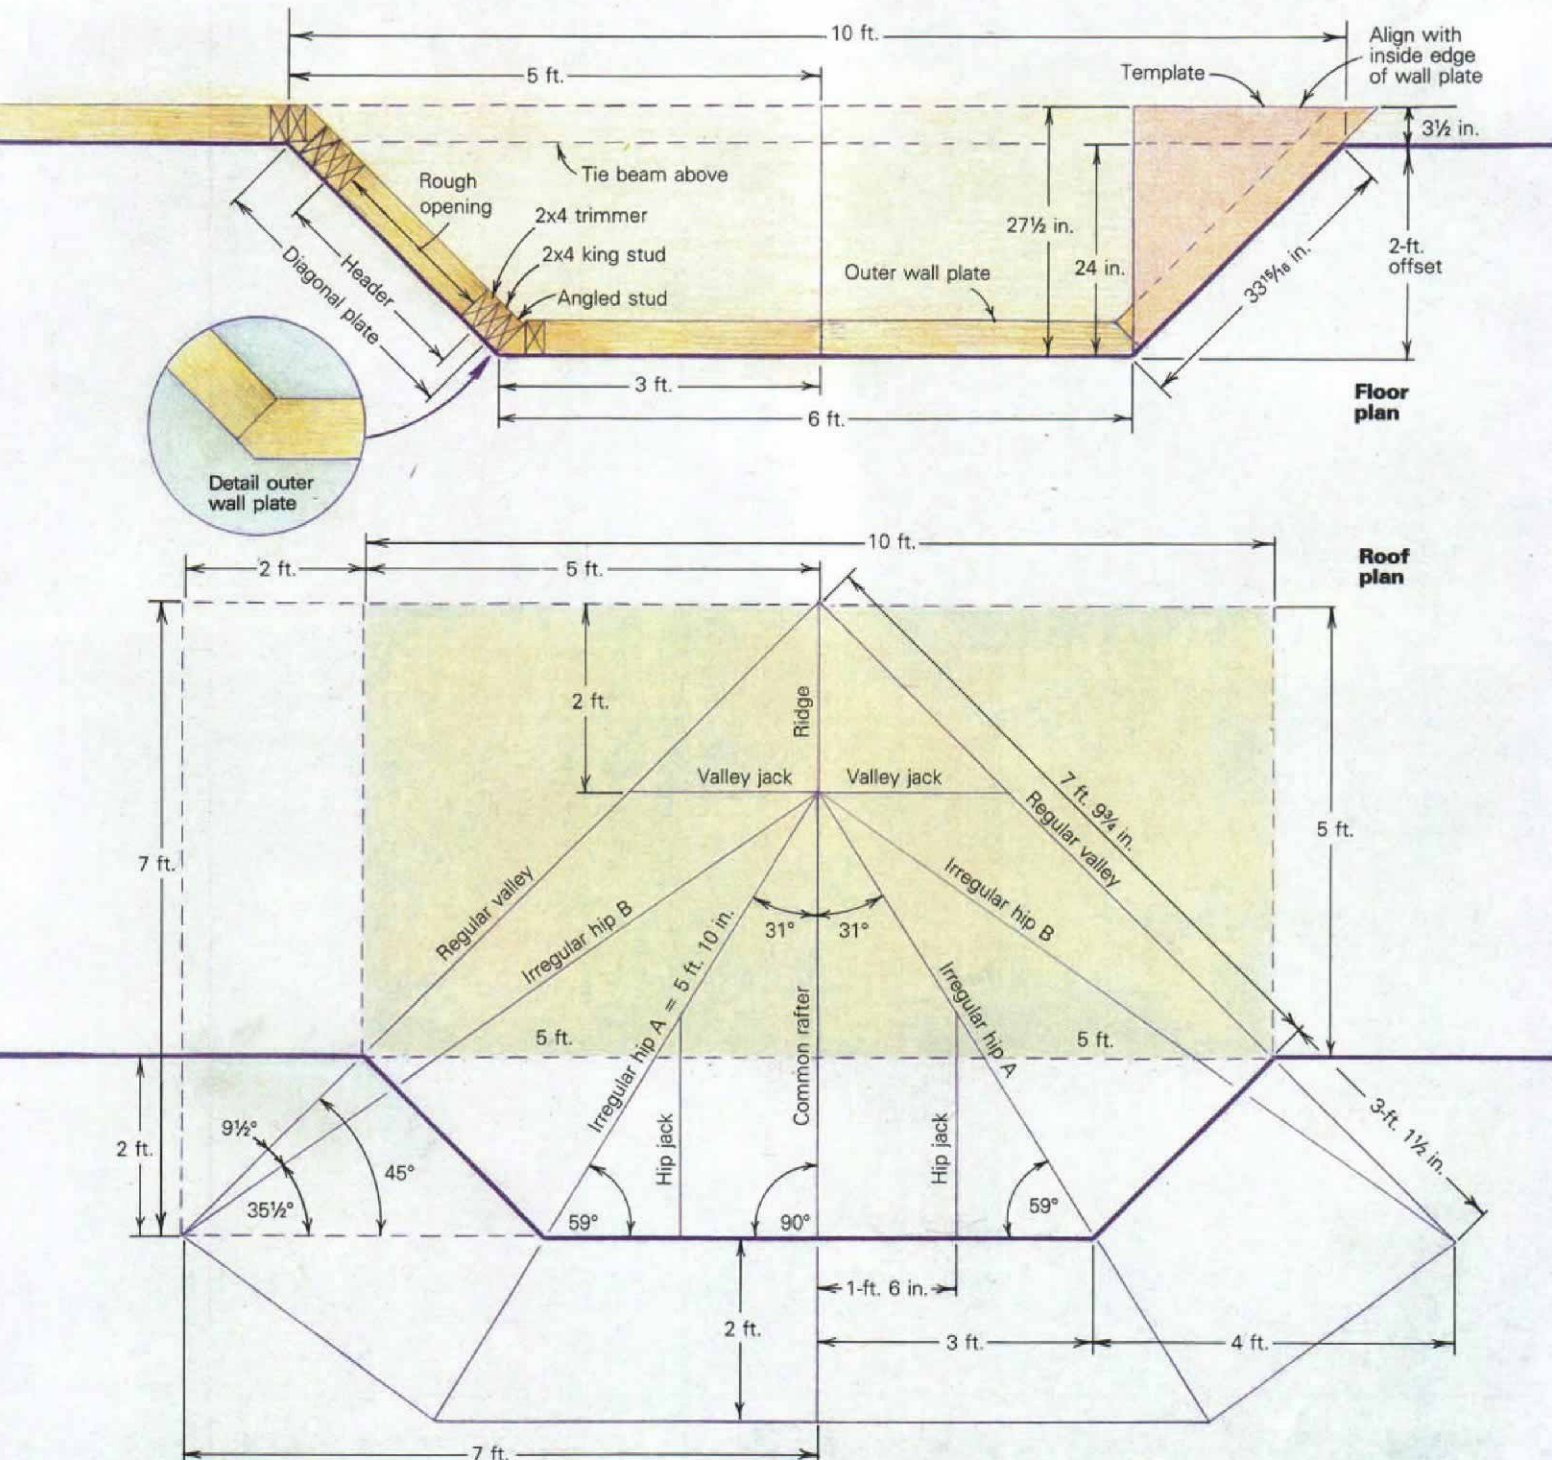 10 ft.
Align with
inside edge
of wall plate
5 ft.
Template
3½ in.
Tie beam above
Rough
opening
2x4 trimmer
27½ in.
2x4 king stud
24 in.
2-ft.
offset
Header
Diagonal plate
Angled stud
Outer wall plate
33 15/16 in.
3 ft.
Floor
plan
6 ft.
Detail outer
wall plate
10 ft.
Roof
plan
2 ft.
5 ft.
2 ft.
Ridge
Valley jack
Valley jack
7 ft. 9¾ in.
Regular valley
5 ft.
7 ft.
Regular valley
Irregular hip B
Irregular hip B
31°
31°
Irregular hip A = 5 ft. 10 in.
Common rafter
Irregular hip A
5 ft.
5 ft.
2 ft.
9½°
45°
35½°
Hip jack
Hip jack
3-ft. 1½ in.
59°
90°
59°
1-ft. 6 in.
2 ft.
3 ft.
4 ft.
7 ft.